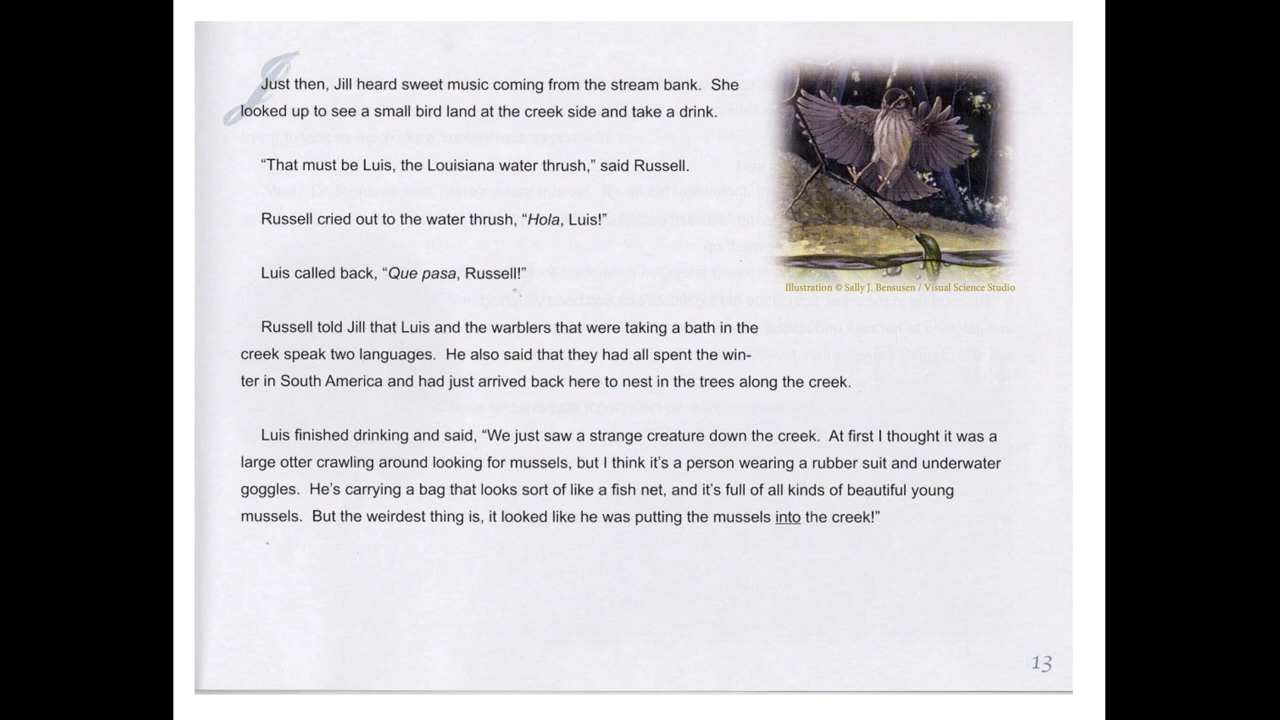 Just then, Jill heard sweet music coming from the stream bank.  She
looked up to see a small bird land at the creek side and take a drink.
“That must be Luis, the Louisiana water thrush,” said Russell.
Russell cried out to the water thrush, “Hola, Luis!”
Luis called back, “Que pasa, Russell!”
Illustration © Sally J. Bensusen / Visual Science Studio
Russell told Jill that Luis and the warblers that were taking a bath in the
creek speak two languages.  He also said that they had all spent the win-
ter in South America and had just arrived back here to nest in the trees along the creek.
Luis finished drinking and said, “We just saw a strange creature down the creek.  At first I thought it was a
large otter crawling around looking for mussels, but I think it’s a person wearing a rubber suit and underwater
goggles.  He’s carrying a bag that looks sort of like a fish net, and it’s full of all kinds of beautiful young
mussels.  But the weirdest thing is, it looked like he was putting the mussels into the creek!”
13